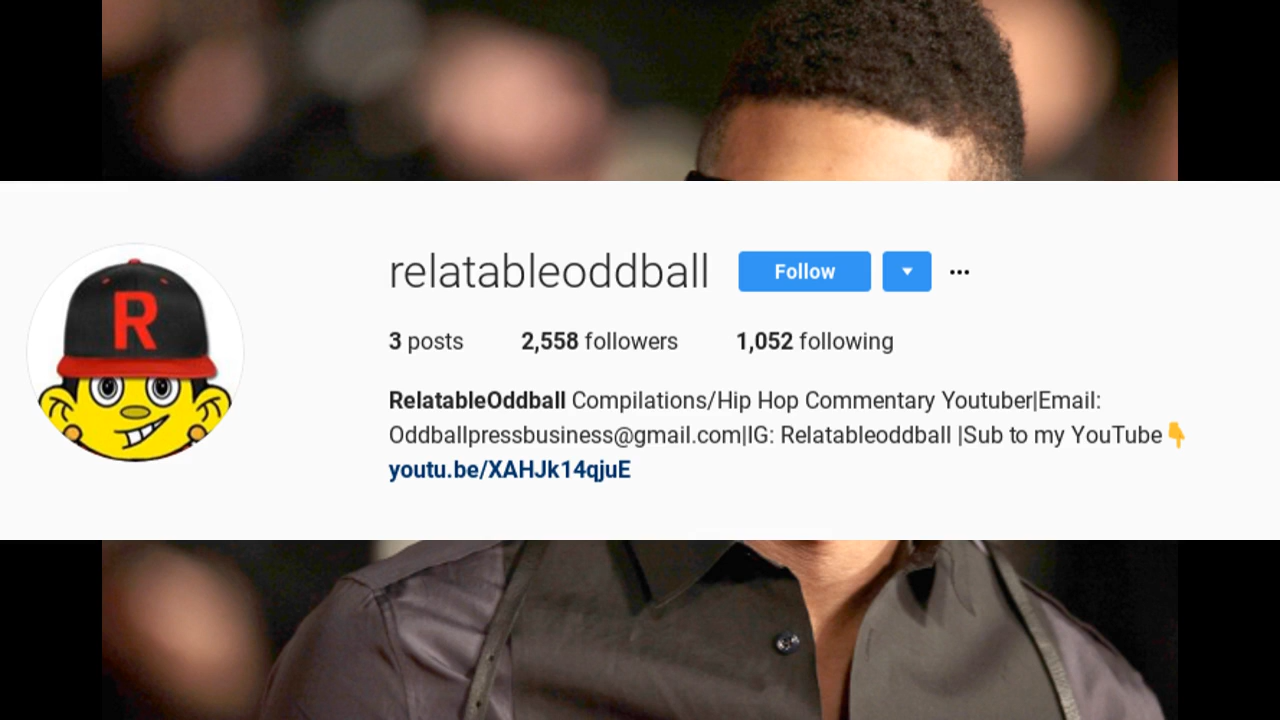 R
relatableoddball Follow
3 posts 2,558 followers 1,052 following
RelatableOddball Compilations/Hip Hop Commentary Youtuber|Email:
Oddballpressbusiness@gmail.com|IG: Relatableoddball |Sub to my YouTube👇
youtu.be/XAHJk14qjuE